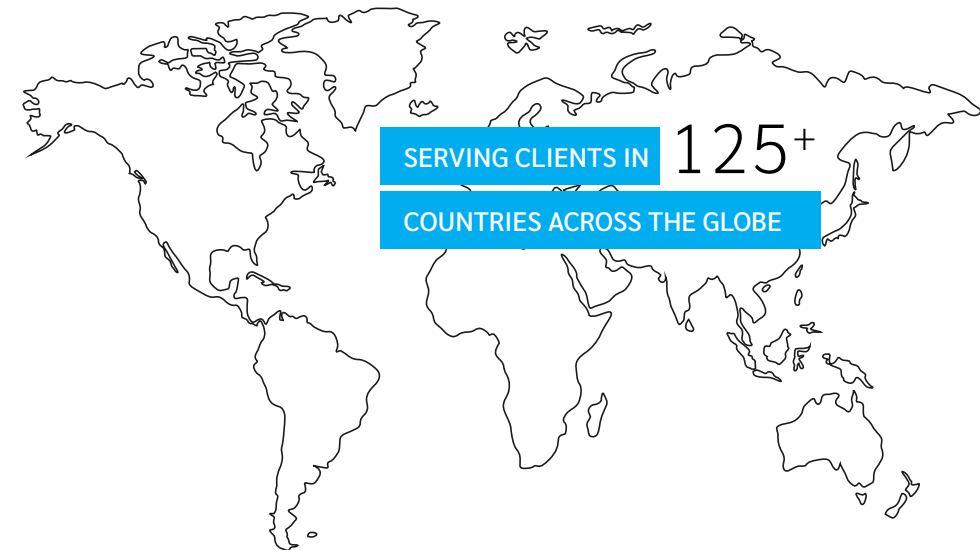 SERVING CLIENTS IN 125+
COUNTRIES ACROSS THE GLOBE